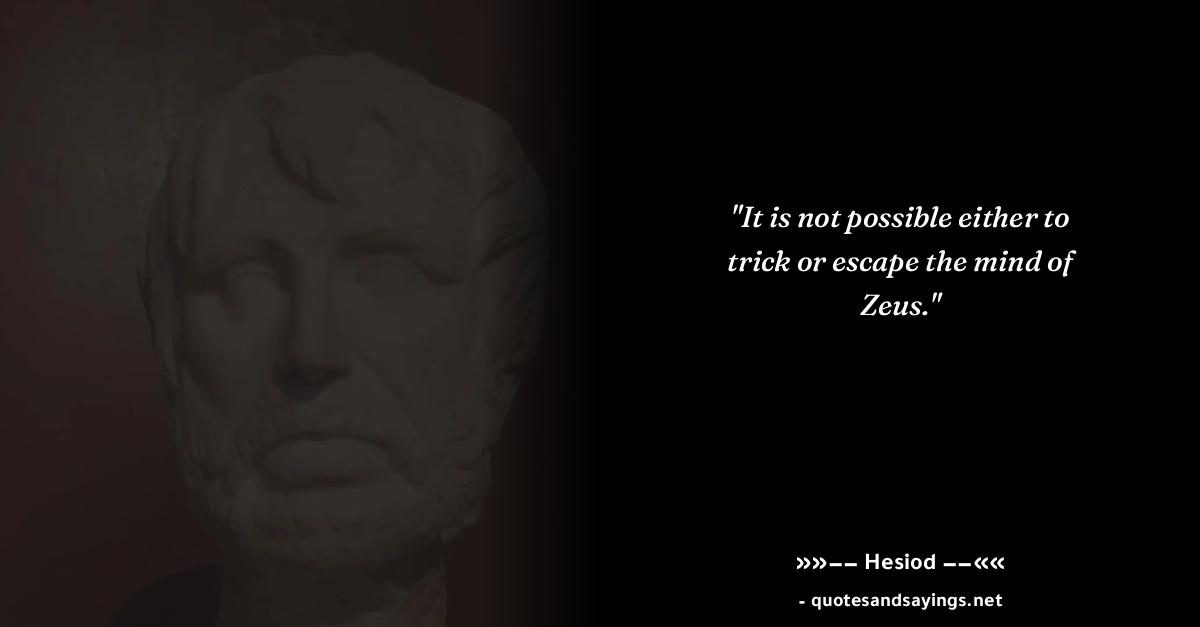 "It is not possible either to
trick or escape the mind of
Zeus."
»»−− Hesiod −−««
- quotesandsayings.net